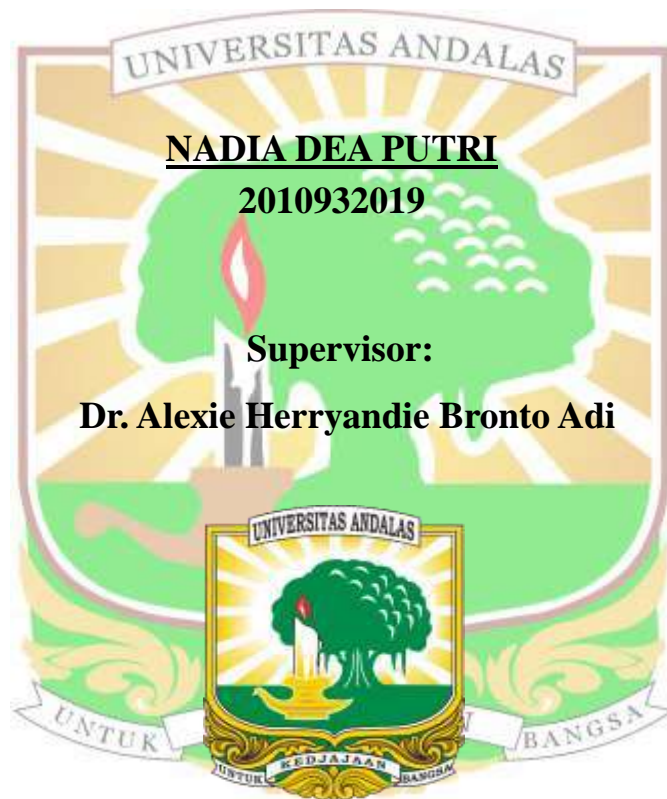 UNIVERSITAS ANDALAS
NADIA DEA PUTRI
2010932019
Supervisor:
Dr. Alexie Herryandie Bronto Adi
UNIVERSITAS ANDALAS
UNTUK BANGSA
UNTUK KEDJAJAAN BANGSA